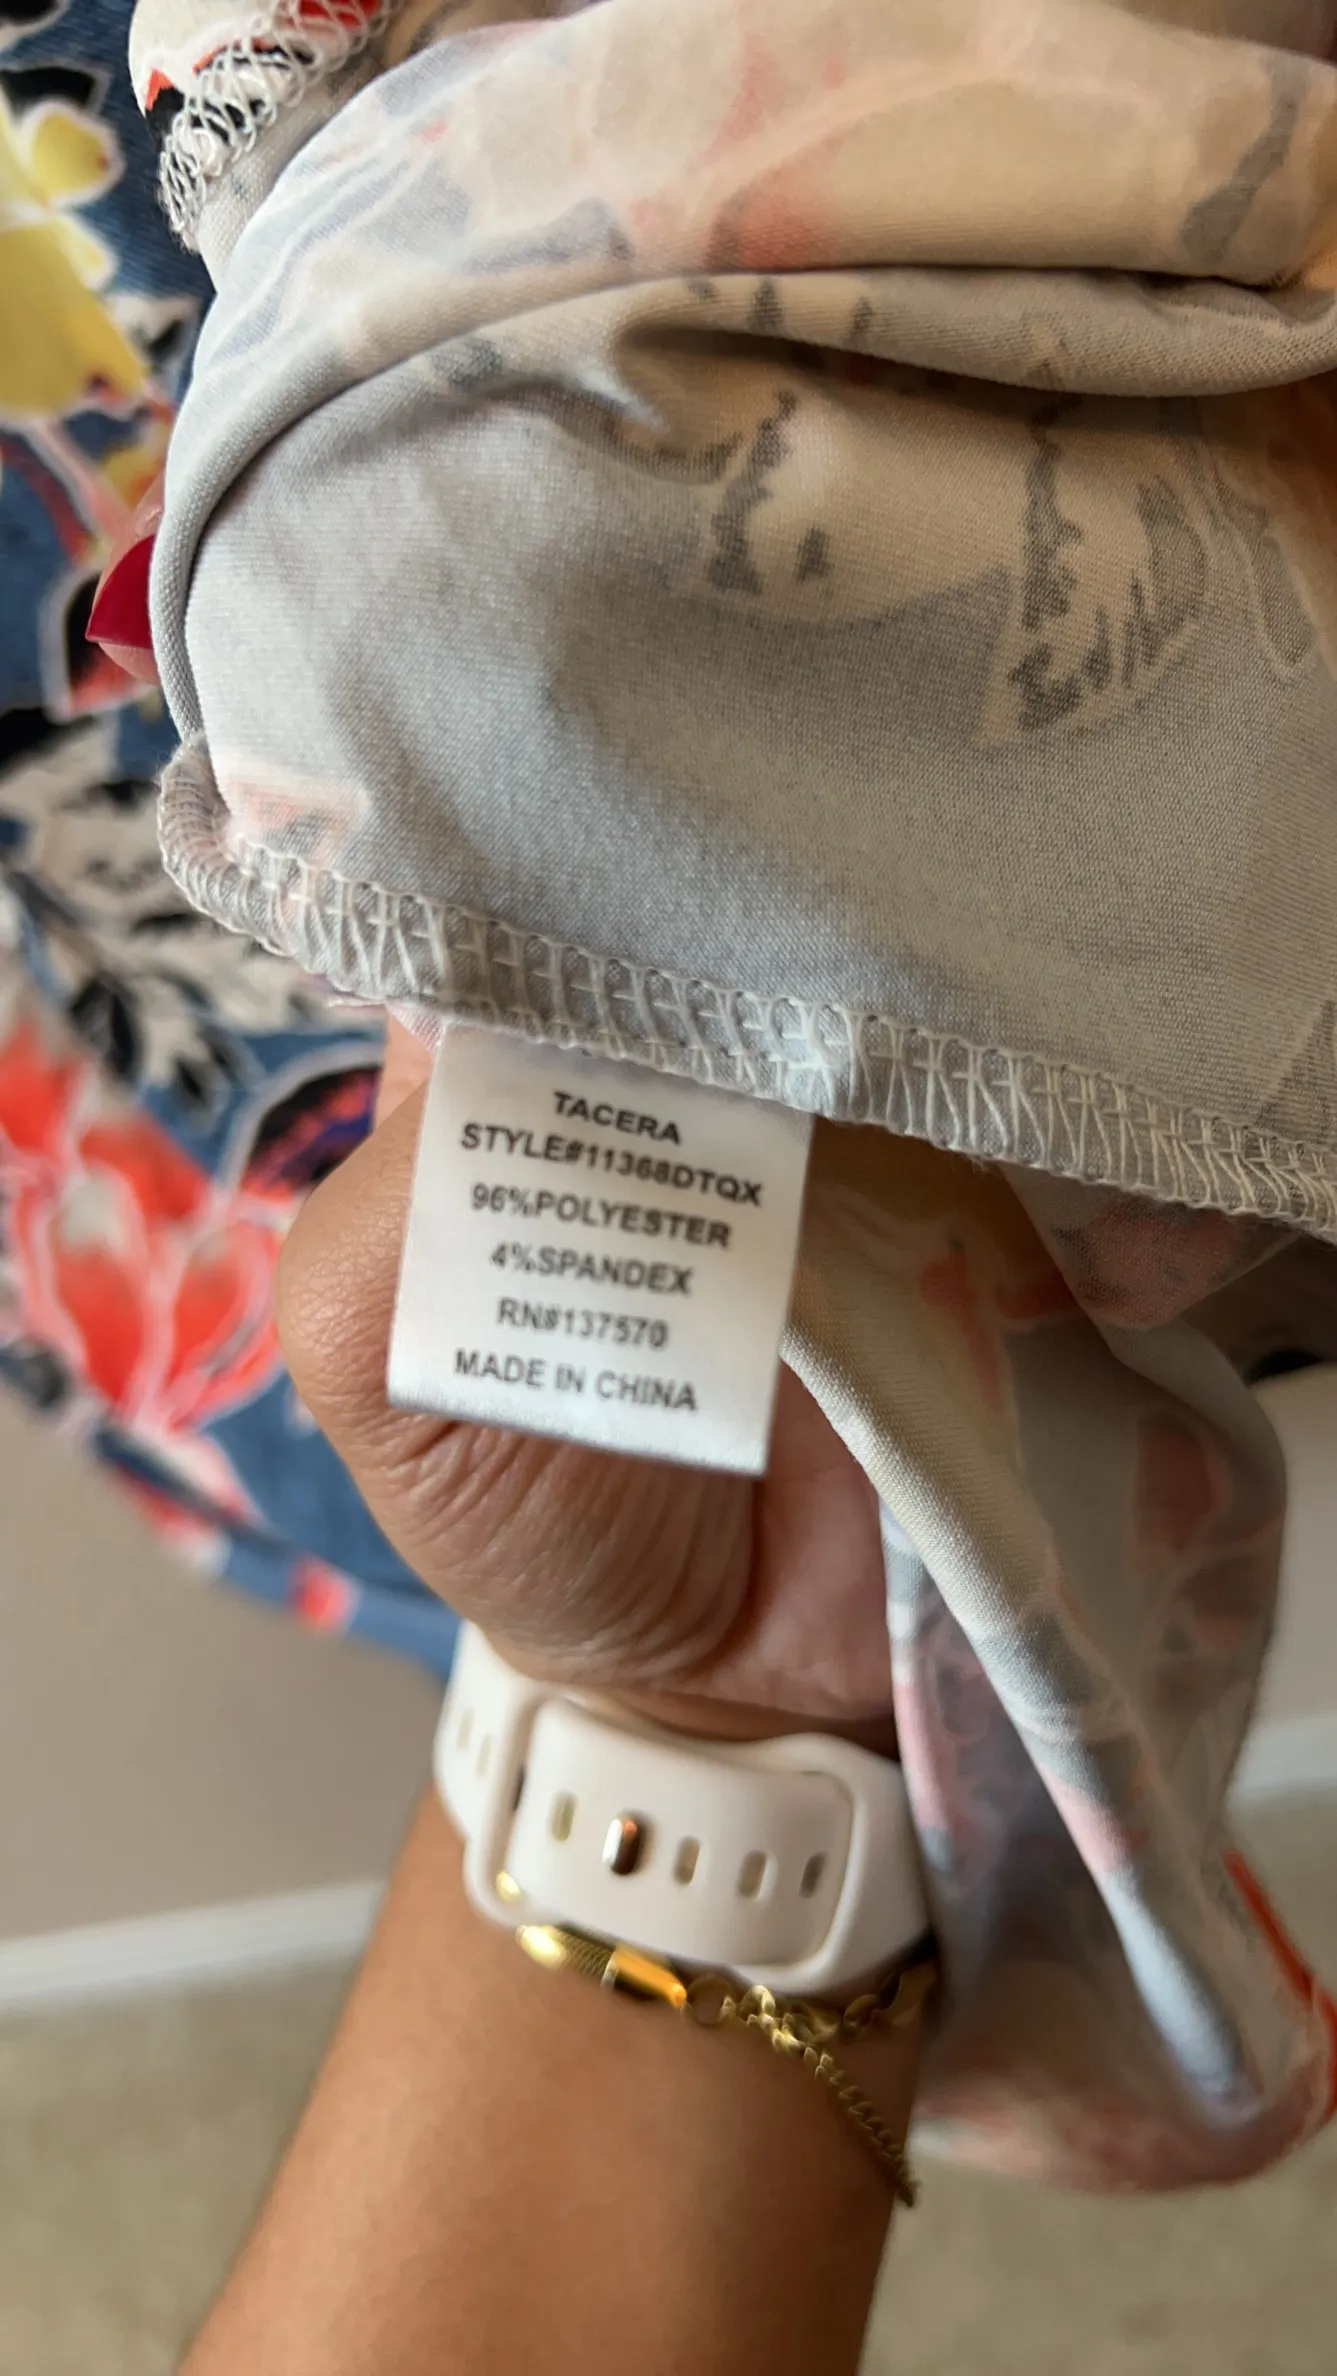 TACERA
STYLE#11368DTQX
96%POLYESTER
4%SPANDEX
RN#137570
MADE IN CHINA